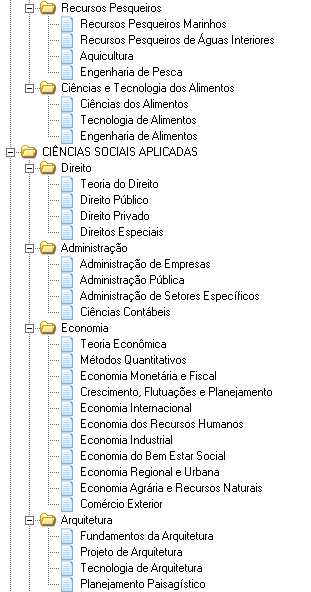 Recursos Pesqueiros
Recursos Pesqueiros Marinhos
Recursos Pesqueiros de Águas Interiores
Aquicultura
Engenharia de Pesca
Ciências e Tecnologia dos Alimentos
Ciências dos Alimentos
Tecnologia de Alimentos
Engenharia de Alimentos
CIÊNCIAS SOCIAIS APLICADAS
Direito
Teoria do Direito
Direito Público
Direito Privado
Direitos Especiais
Administração
Administração de Empresas
Administração Pública
Administração de Setores Específicos
Ciências Contábeis
Economia
Teoria Econômica
Métodos Quantitativos
Economia Monetária e Fiscal
Crescimento, Flutuações e Planejamento
Economia Internacional
Economia dos Recursos Humanos
Economia Industrial
Economia do Bem Estar Social
Economia Regional e Urbana
Economia Agrária e Recursos Naturais
Comércio Exterior
Arquitetura
Fundamentos da Arquitetura
Projeto de Arquitetura
Tecnologia de Arquitetura
Planejamento Paisagístico